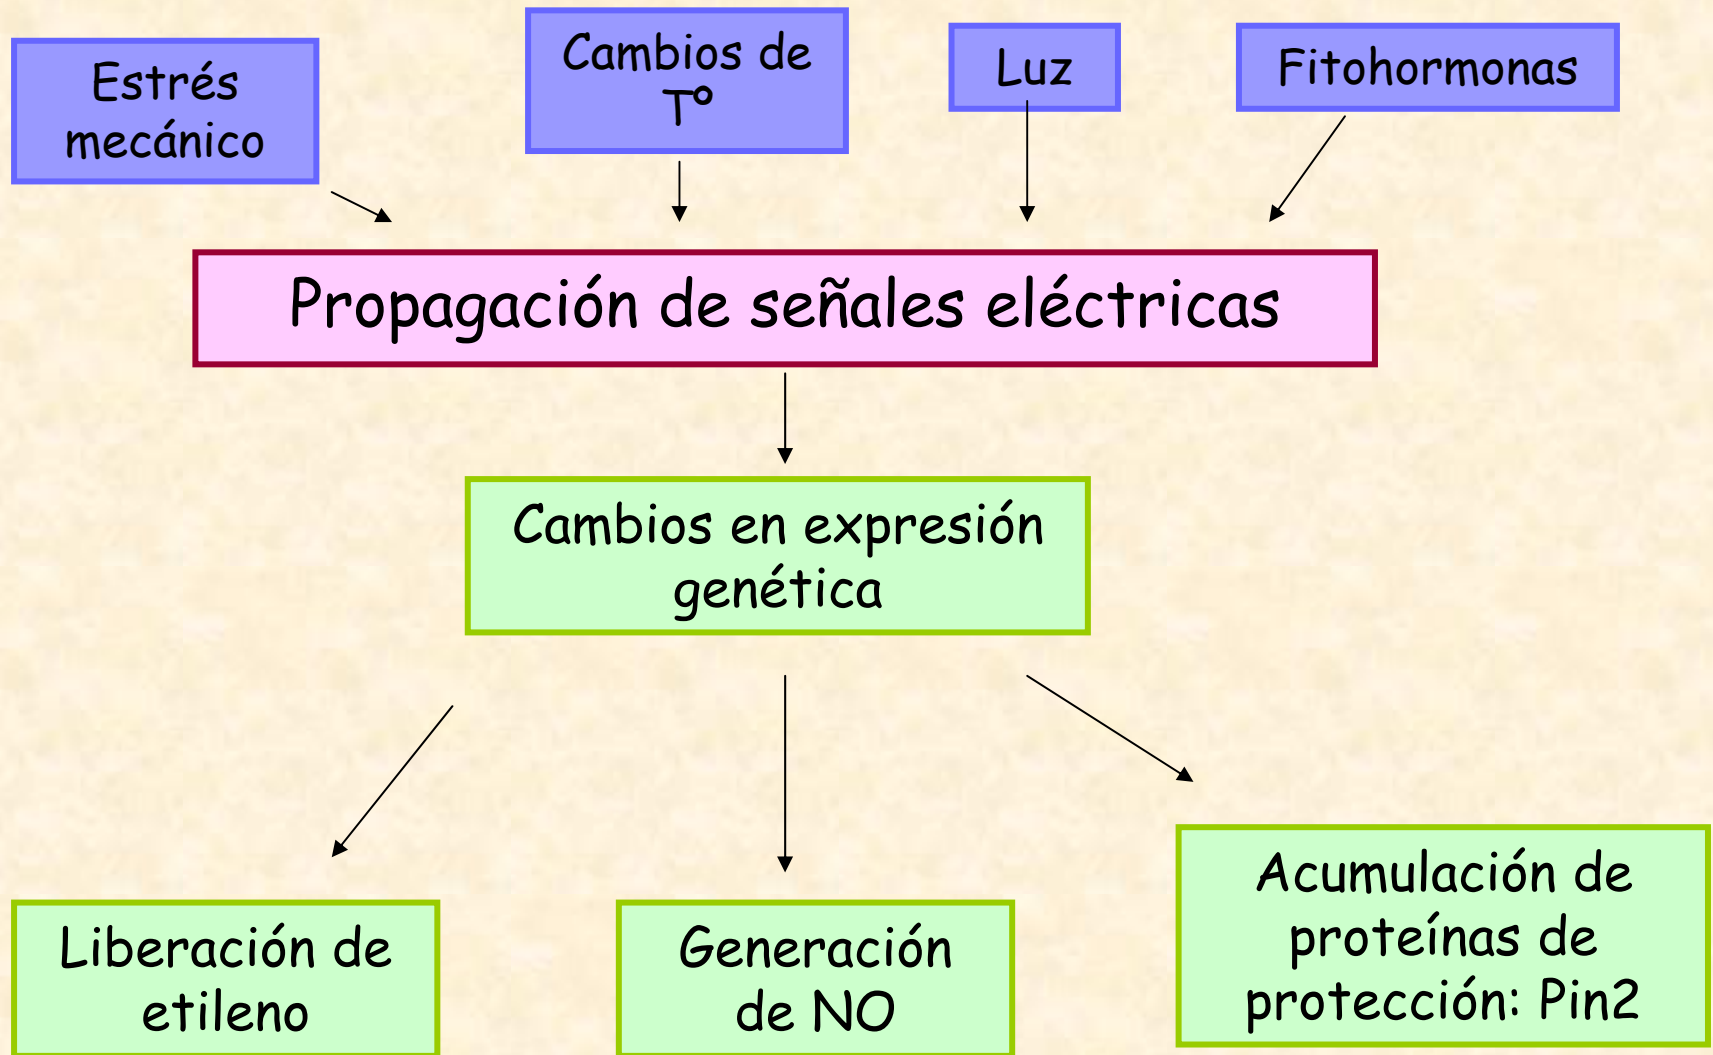 Estrés
mecánico
Cambios de
Tº
Luz
Fitohormonas
Propagación de señales eléctricas
Cambios en expresión
genética
Liberación de
etileno
Generación
de NO
Acumulación de
proteínas de
protección: Pin2